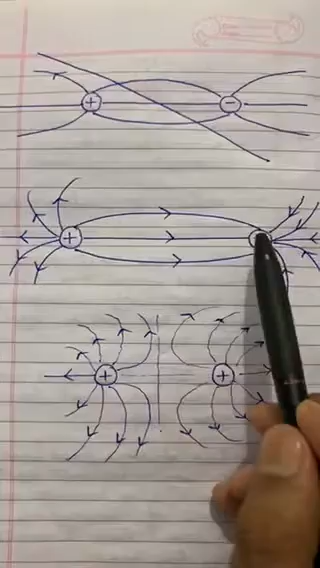 + −
+
+ +